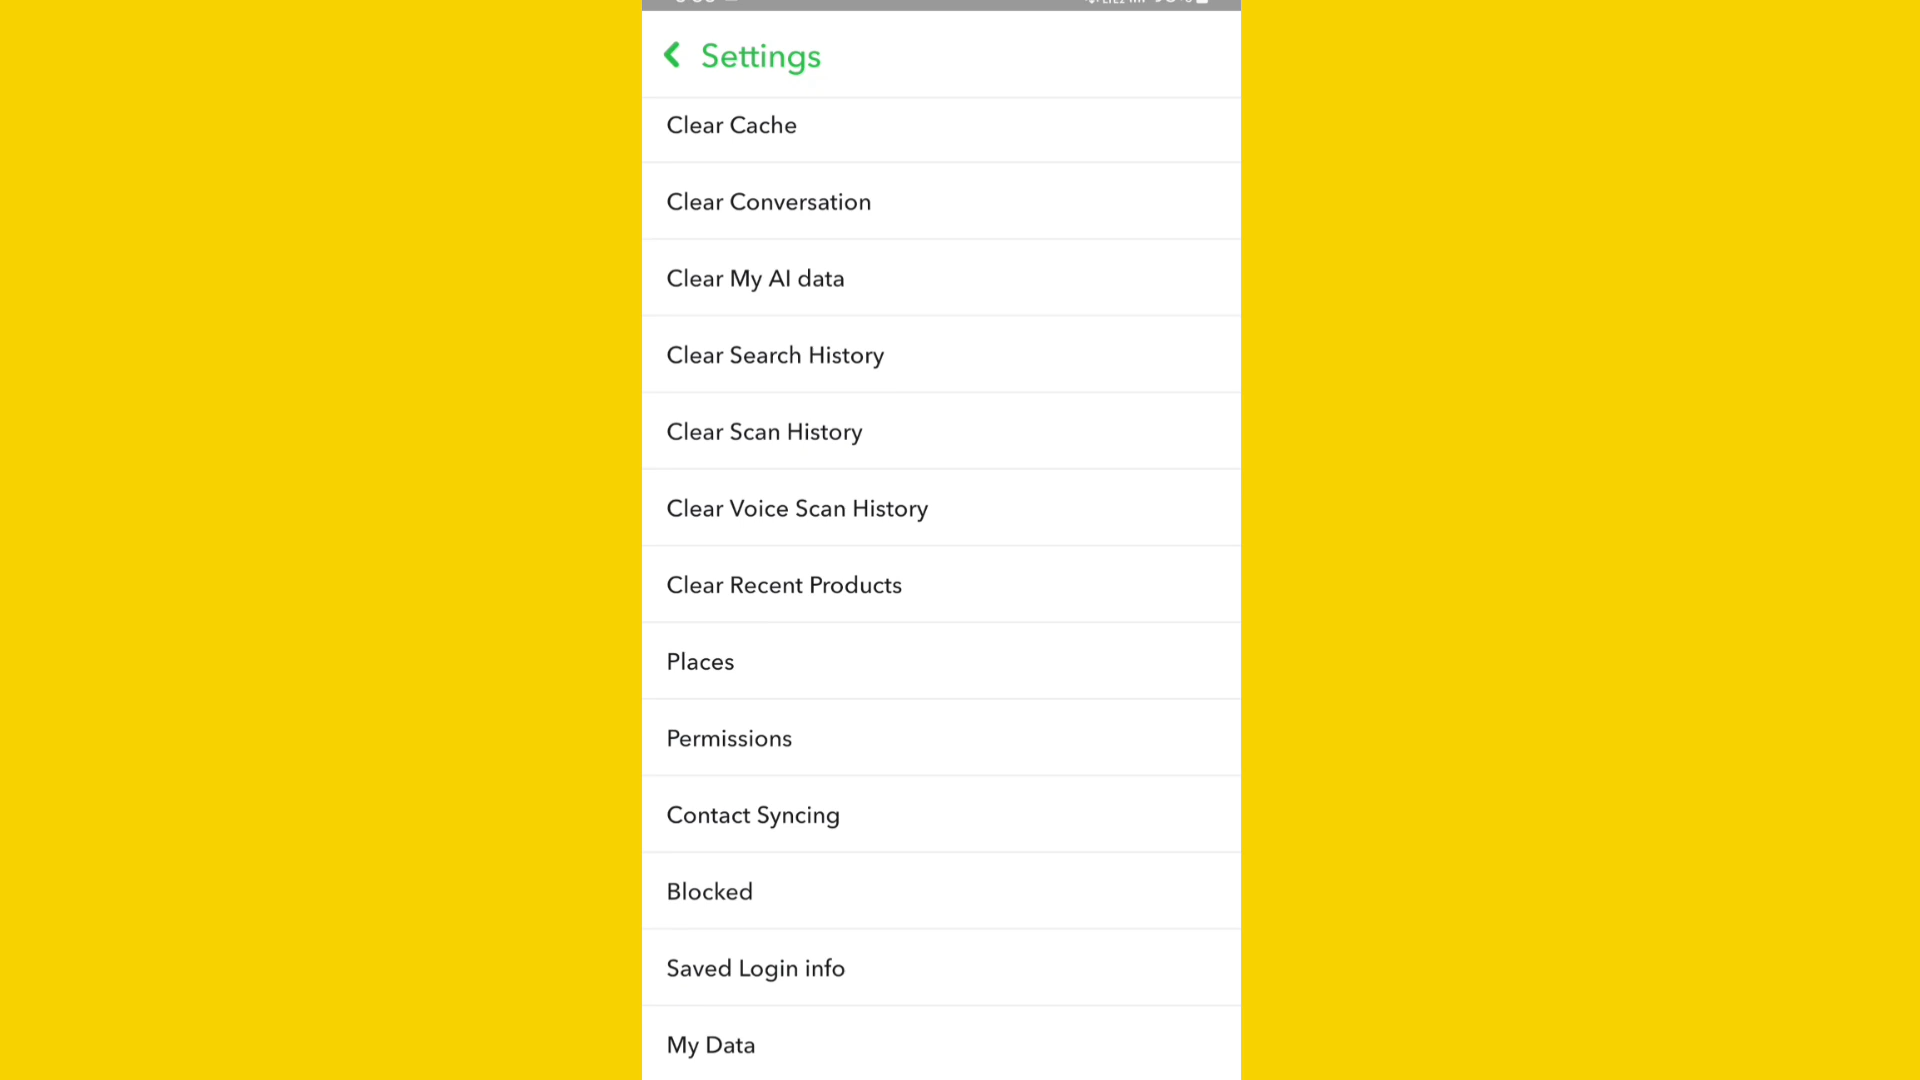 Settings
Clear Cache
Clear Conversation
Clear My AI data
Clear Search History
Clear Scan History
Clear Voice Scan History
Clear Recent Products
Places
Permissions
Contact Syncing
Blocked
Saved Login info
My Data